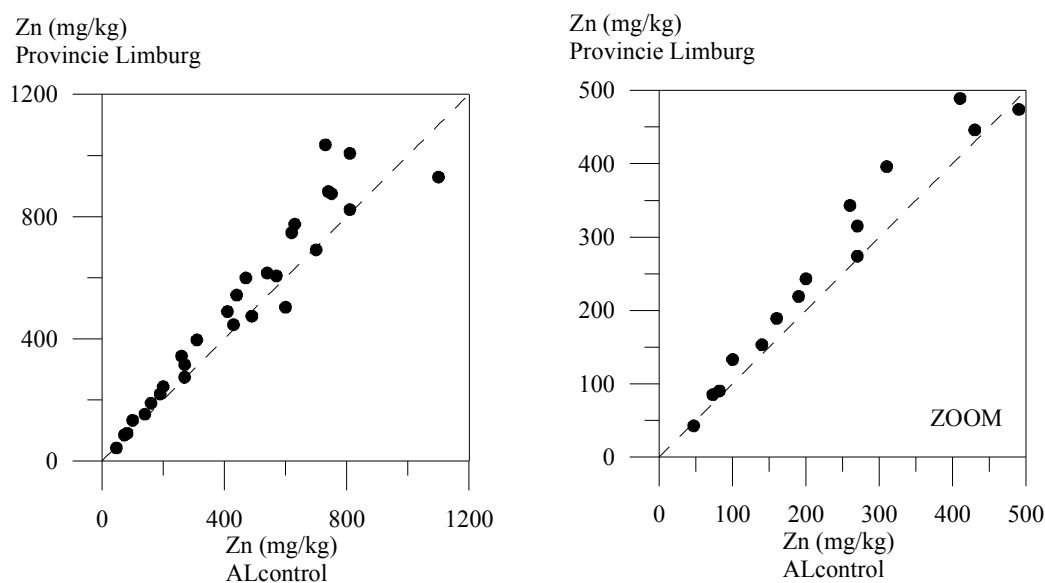 Zn (mg/kg)
Provincie Limburg
1200
800
400
0
0 400 800 1200
Zn (mg/kg)
ALcontrol
Zn (mg/kg)
Provincie Limburg
500
400
300
200
100
0
ZOOM
0 100 200 300 400 500
Zn (mg/kg)
ALcontrol